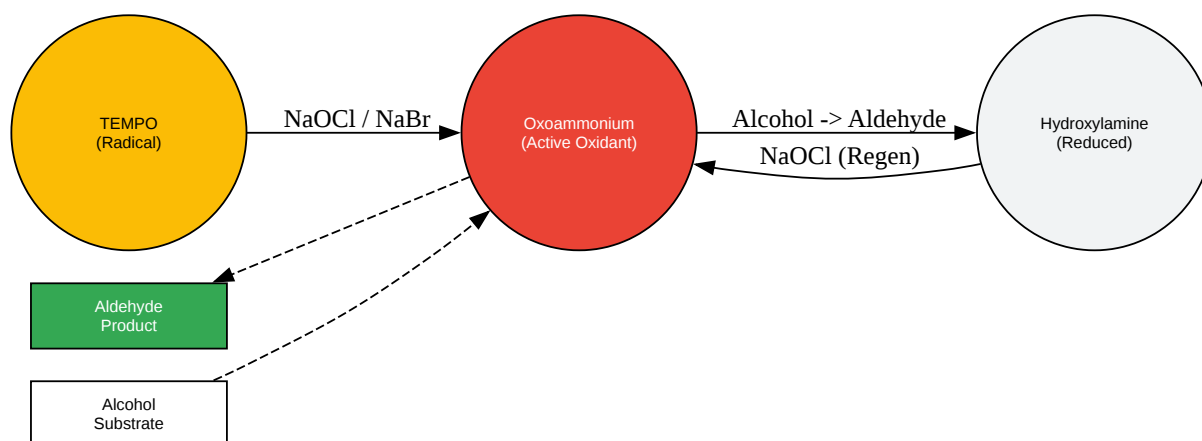 TEMPO
(Radical)
NaOCl / NaBr
Oxoammonium
(Active Oxidant)
Alcohol -> Aldehyde
NaOCl (Regen)
Hydroxylamine
(Reduced)
Aldehyde
Product
Alcohol
Substrate